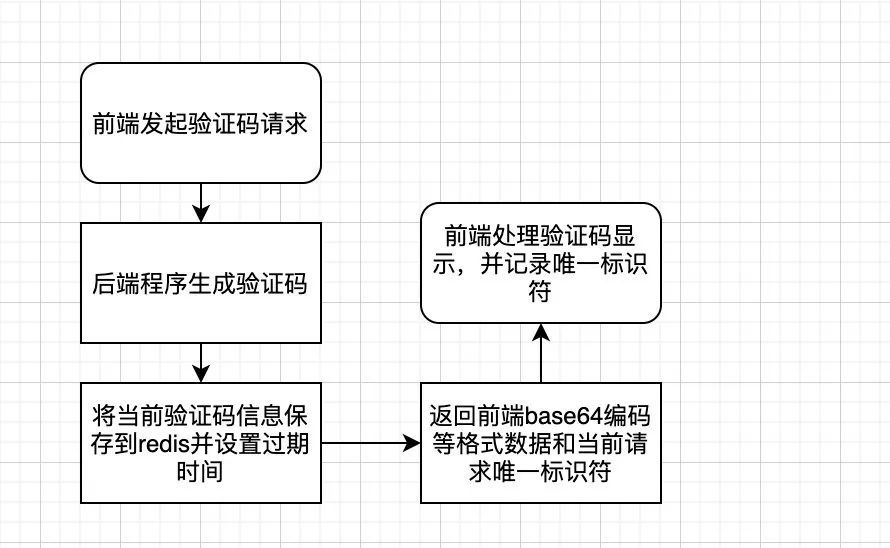 前端发起验证码请求
后端程序生成验证码
将当前验证码信息保
存到redis并设置过期
时间
返回前端base64编码
等格式数据和当前请
求唯一标识符
前端处理验证码显
示，并记录唯一标识
符